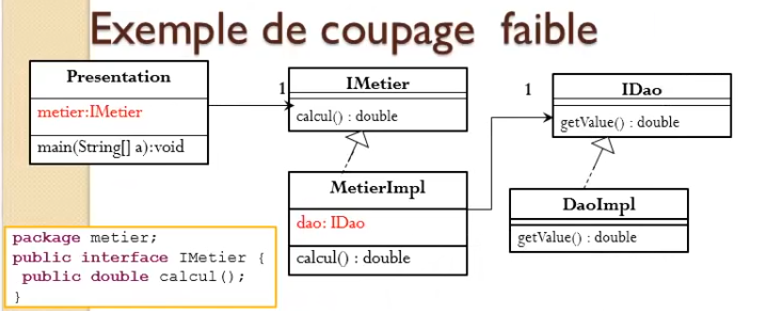 Exemple de coupage faible
Presentation
metier:IMetier
main(String[] a):void
1
IMetier
calcul() : double
1
IDao
getValue() : double
MetierImpl
dao: IDao
calcul() : double
DaoImpl
getValue() : double
package metier;
public interface IMetier {
public double calcul();
}